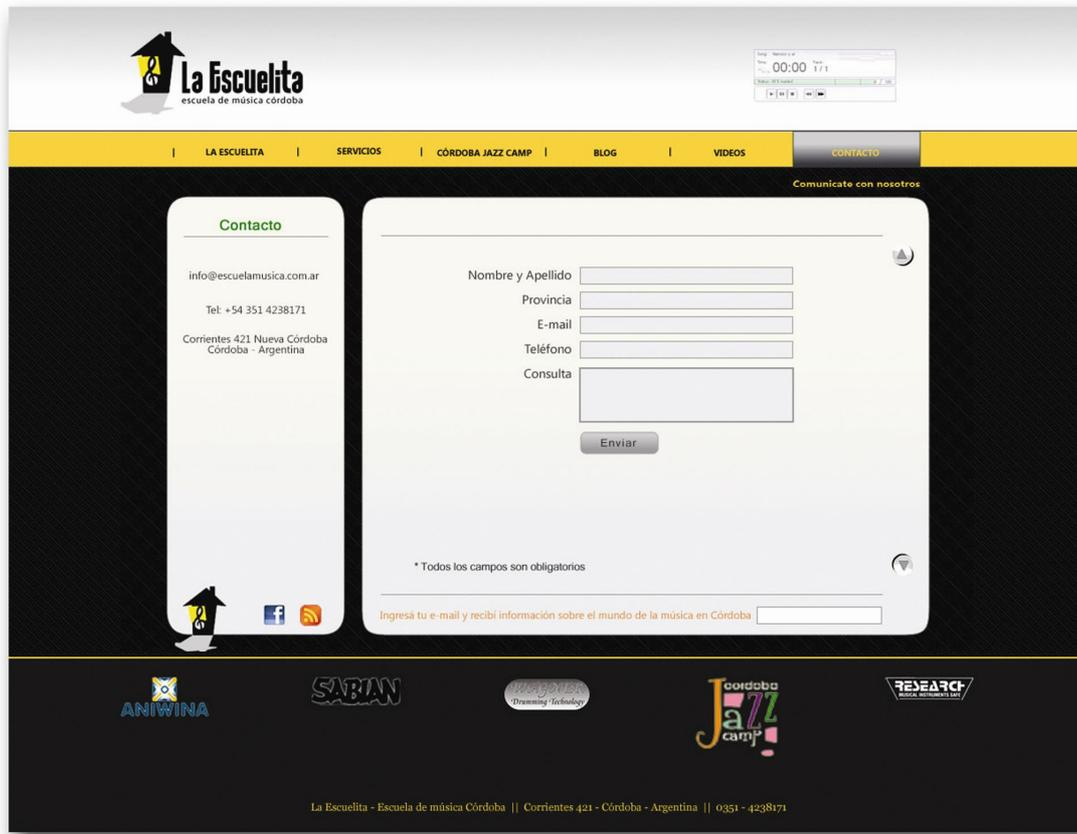 La Escuelita
escuela de música córdoba
00:00
1 / 1
| LA ESCUELITA | SERVICIOS | CÓRDOBA JAZZ CAMP | BLOG | VIDEOS CONTACTO
Comunicate con nosotros
Contacto
info@escuelamusica.com.ar
Tel: +54 351 4238171
Corrientes 421 Nueva Córdoba
Córdoba - Argentina
Nombre y Apellido
Provincia
E-mail
Teléfono
Consulta
Enviar
* Todos los campos son obligatorios
Ingresá tu e-mail y recibí información sobre el mundo de la música en Córdoba
ANIWINA
SABIAN
WAGNER
Drumming Technology
cordoba
Jazz
camp
RESEARCH
MUSICAL INSTRUMENTS SAFE
La Escuelita - Escuela de música Córdoba || Corrientes 421 - Córdoba - Argentina || 0351 - 4238171